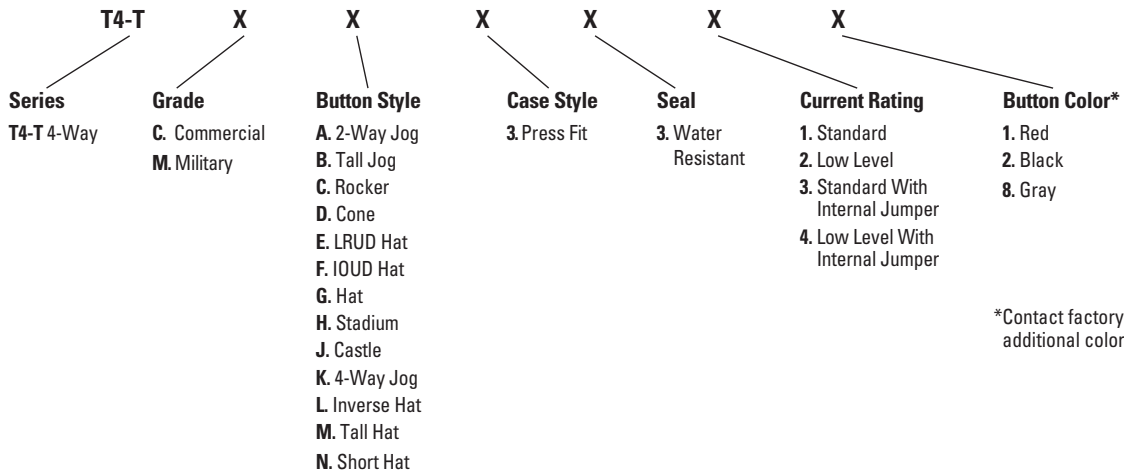 T4-T X X X X X X
Series
T4-T 4-Way
Grade
C. Commercial
M. Military
Button Style
A. 2-Way Jog
B. Tall Jog
C. Rocker
D. Cone
E. LRUD Hat
F. IOUD Hat
G. Hat
H. Stadium
J. Castle
K. 4-Way Jog
L. Inverse Hat
M. Tall Hat
N. Short Hat
Case Style
3. Press Fit
Seal
3. Water
Resistant
Current Rating
1. Standard
2. Low Level
3. Standard With
Internal Jumper
4. Low Level With
Internal Jumper
Button Color*
1. Red
2. Black
8. Gray
*Contact factory
additional color